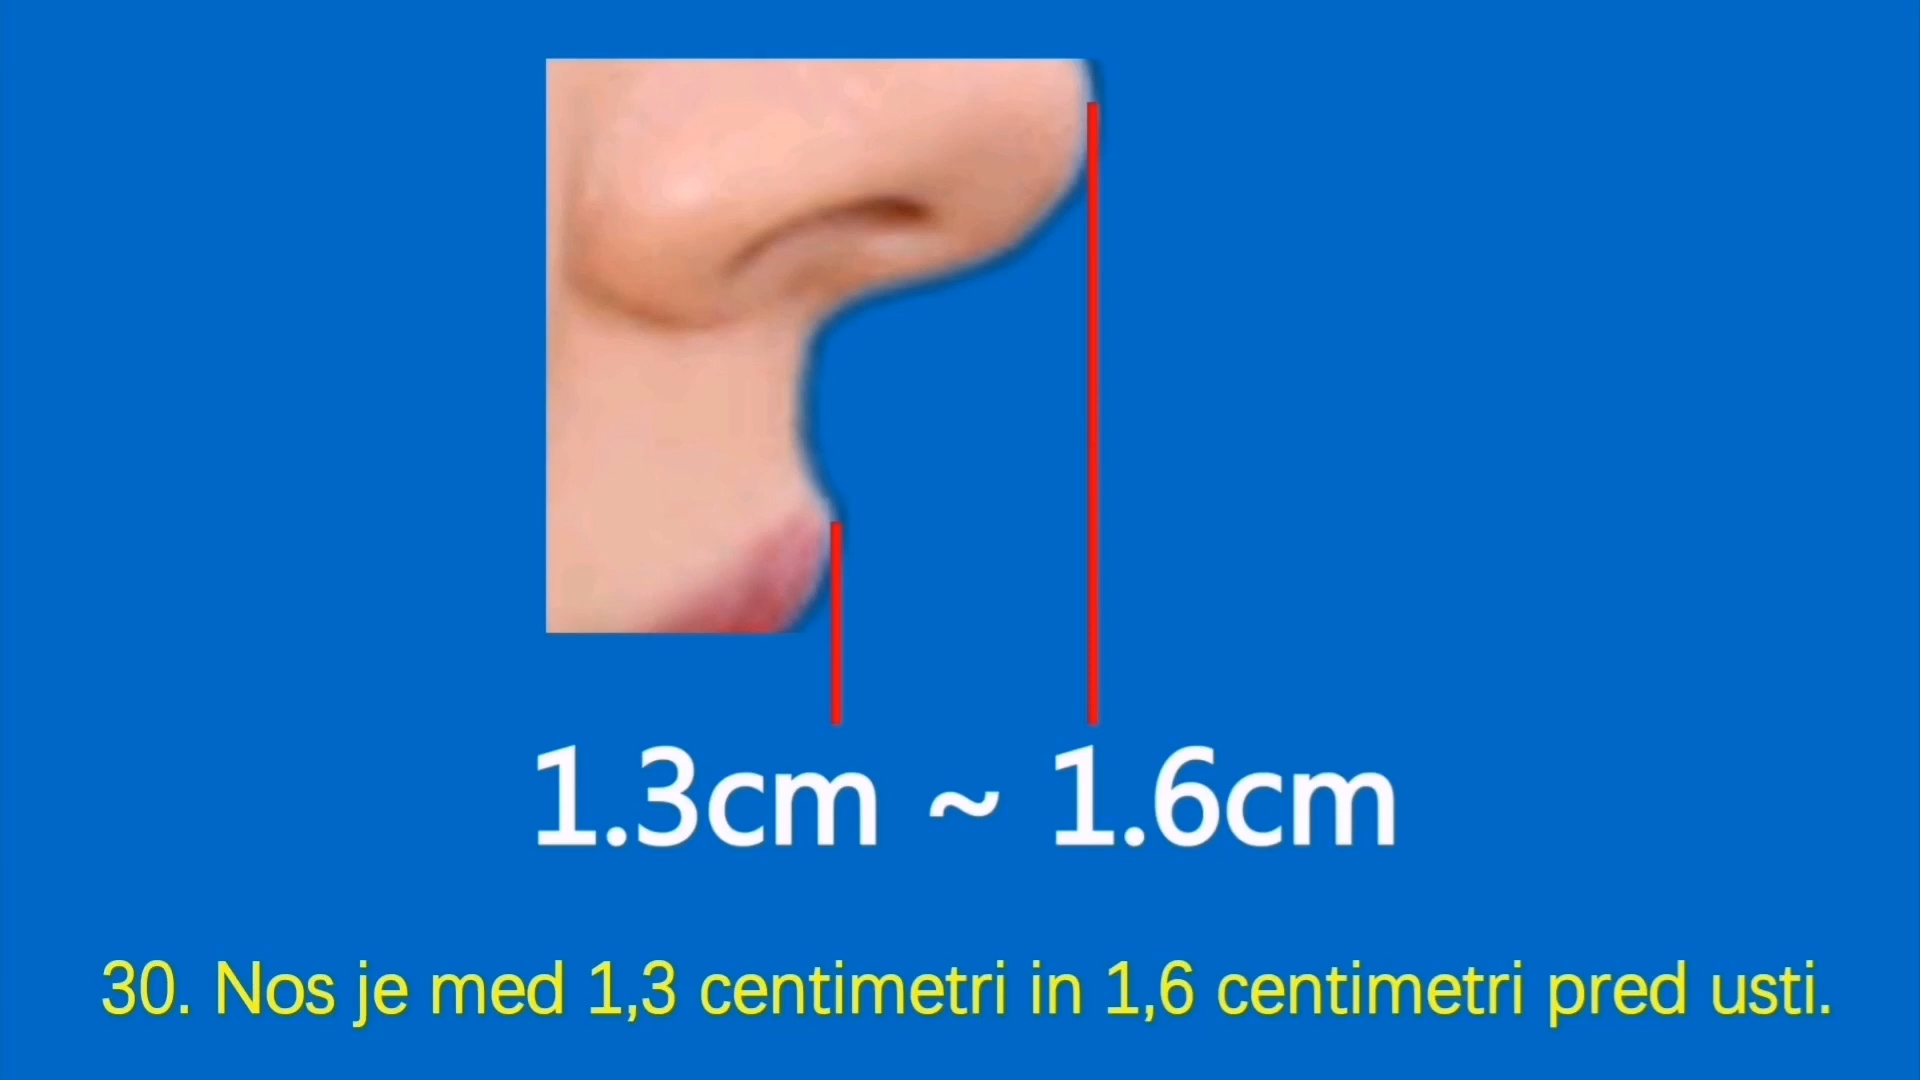 1.3cm ~ 1.6cm
30. Nos je med 1,3 centimetri in 1,6 centimetri pred usti.